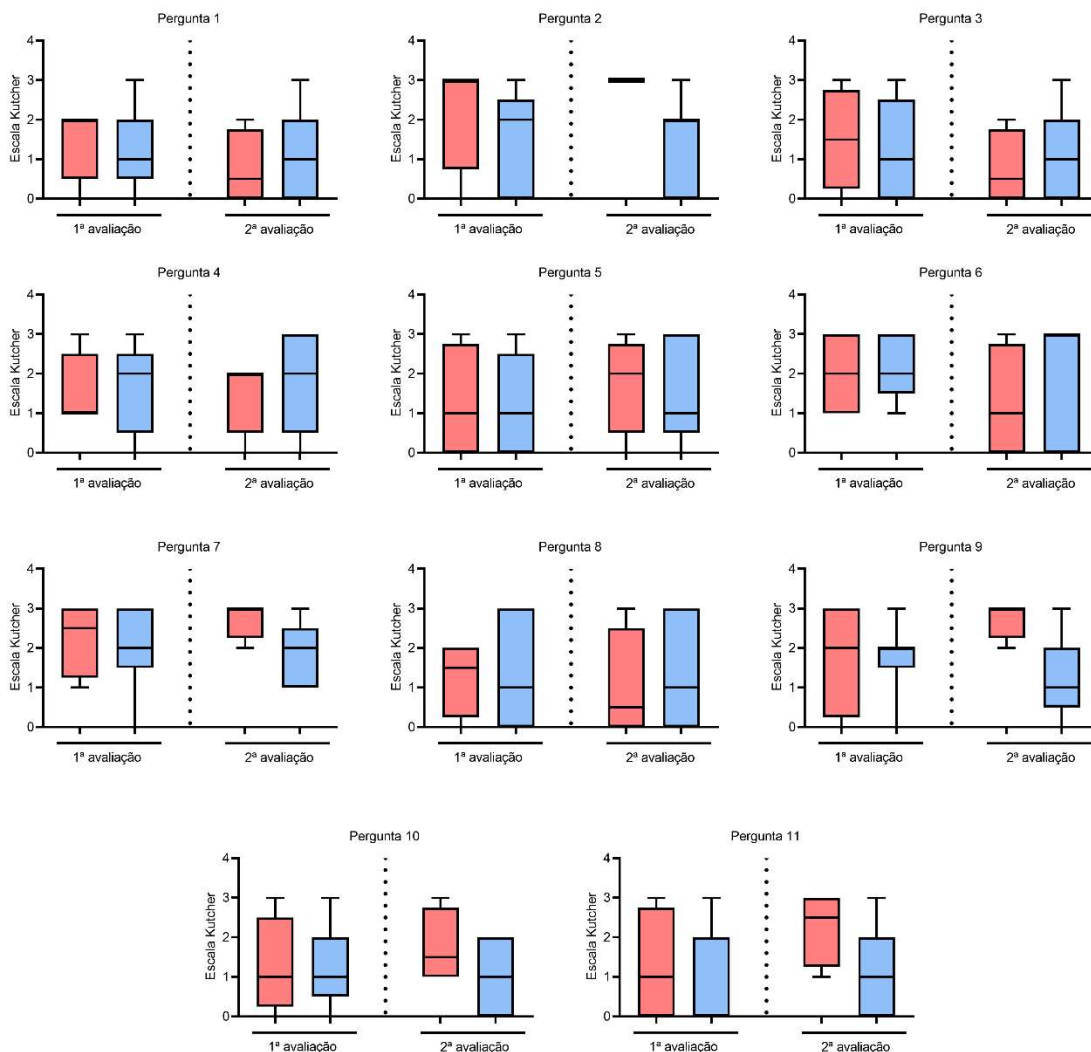 Pergunta 1
Escala Kutcher
4
3
2
1
0
1ª avaliação
2ª avaliação
Pergunta 2
Escala Kutcher
4
3
2
1
0
1ª avaliação
2ª avaliação
Pergunta 3
Escala Kutcher
4
3
2
1
0
1ª avaliação
2ª avaliação
Pergunta 4
Escala Kutcher
4
3
2
1
0
1ª avaliação
2ª avaliação
Pergunta 5
Escala Kutcher
4
3
2
1
0
1ª avaliação
2ª avaliação
Pergunta 6
Escala Kutcher
4
3
2
1
0
1ª avaliação
2ª avaliação
Pergunta 7
Escala Kutcher
4
3
2
1
0
1ª avaliação
2ª avaliação
Pergunta 8
Escala Kutcher
4
3
2
1
0
1ª avaliação
2ª avaliação
Pergunta 9
Escala Kutcher
4
3
2
1
0
1ª avaliação
2ª avaliação
Pergunta 10
Escala Kutcher
4
3
2
1
0
1ª avaliação
2ª avaliação
Pergunta 11
Escala Kutcher
4
3
2
1
0
1ª avaliação
2ª avaliação